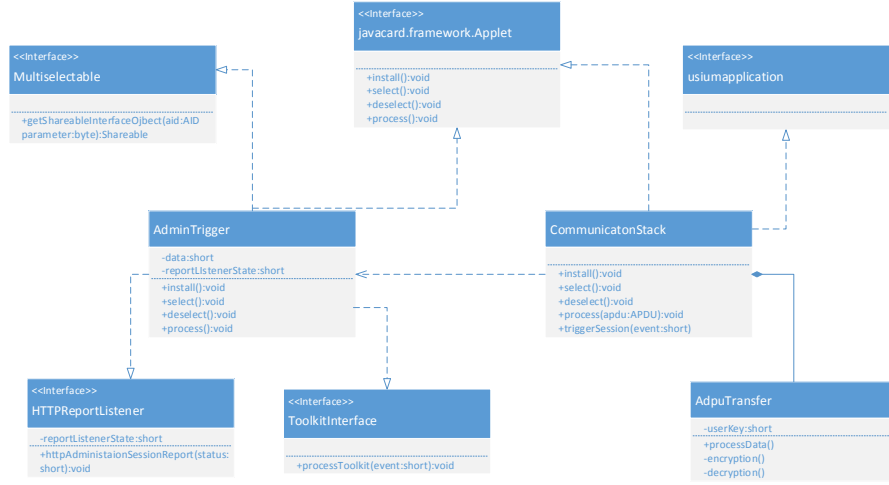 <<Interface>>
javacard.framework.Applet
+install():void
+select():void
+deselect():void
+process():void
<<Interface>>
Multiselectable
+getShareableInterfaceOjbect(aid:AID
parameter:byte):Shareable
<<Interface>>
usiumapplication
AdminTrigger
-data:short
-reportLIstenerState:short
+install():void
+select():void
+deselect():void
+process():void
CommunicatonStack
+install():void
+select():void
+deselect():void
+process(apdu:APDU):void
+triggerSession(event:short)
<<Interface>>
HTTPReportListener
-reportListenerState:short
+httpAdministaionSessionReport(status:
short):void
<<Interface>>
ToolkitInterface
+processToolkit(event:short):void
AdpuTransfer
-userKey:short
+processData()
-encryption()
-decryption()